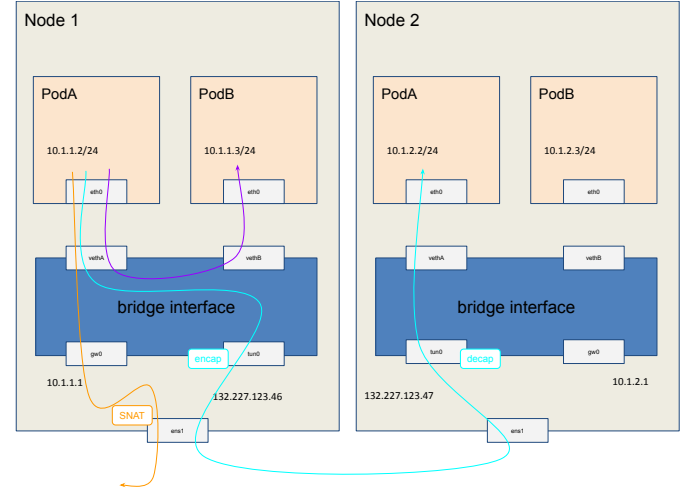 Node 1
Node 2
PodA
PodB
PodA
PodB
10.1.1.2/24
10.1.1.3/24
10.1.2.2/24
10.1.2.3/24
eth0
eth0
eth0
eth0
vethA
vethB
vethA
vethB
bridge interface
bridge interface
gw0
encap
tun0
tun0
decap
gw0
10.1.1.1
132.227.123.46
132.227.123.47
10.1.2.1
SNAT
ens1
ens1